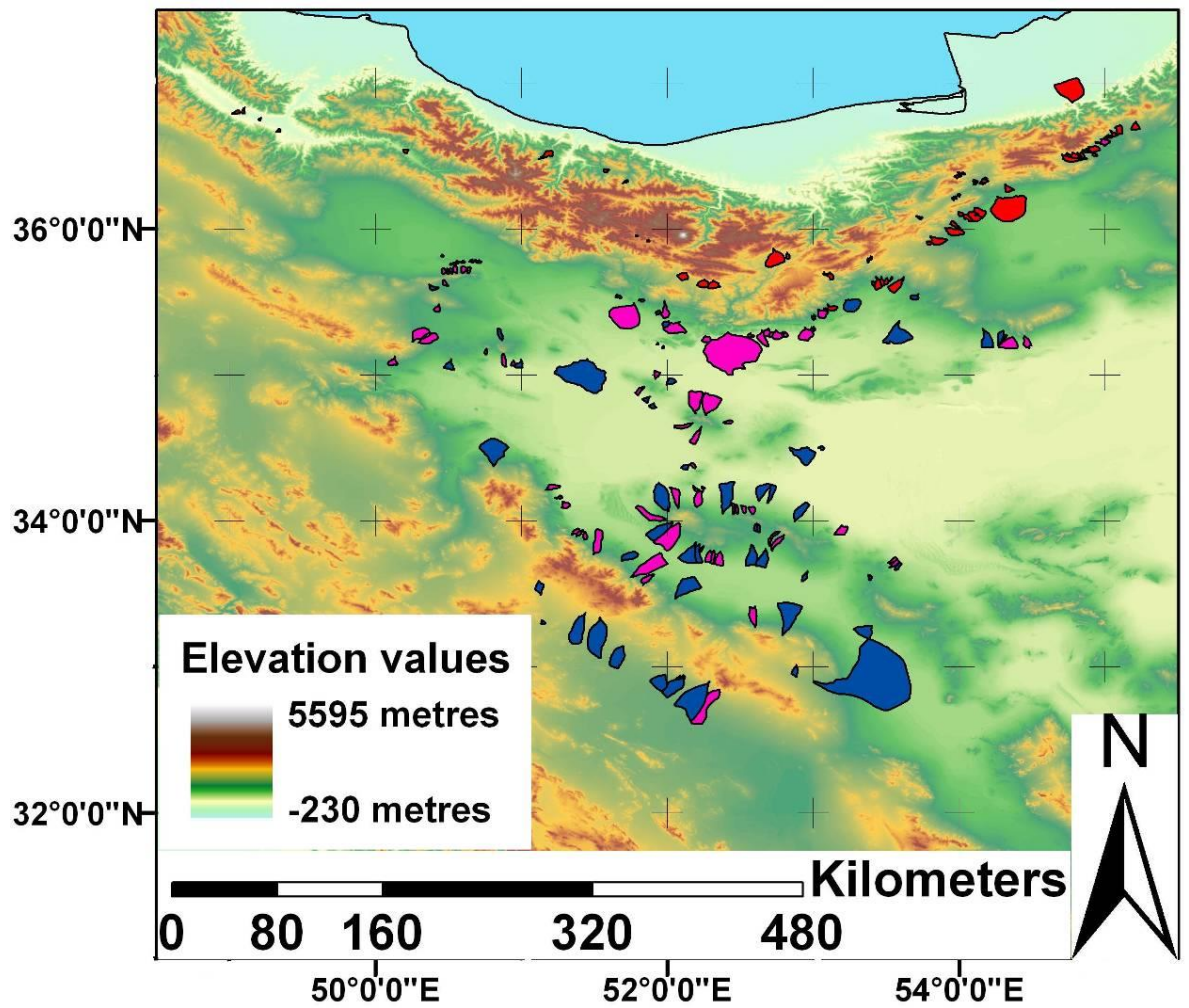 36°0'0"N
34°0'0"N
Elevation values
5595 metres
-230 metres
32°0'0"N
N
Kilometers
0 80 160 320 480
50°0'0"E 52°0'0"E 54°0'0"E